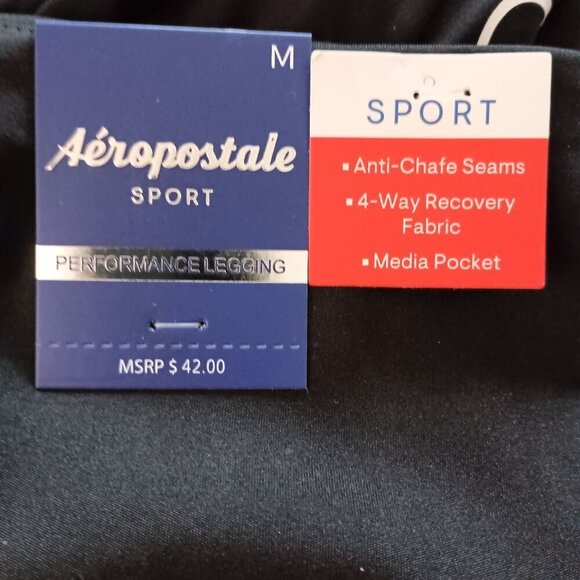 M
Aéropostale
SPORT
PERFORMANCE LEGGING
MSRP $ 42.00
SPORT
▪ Anti-Chafe Seams
▪ 4-Way Recovery
Fabric
▪ Media Pocket